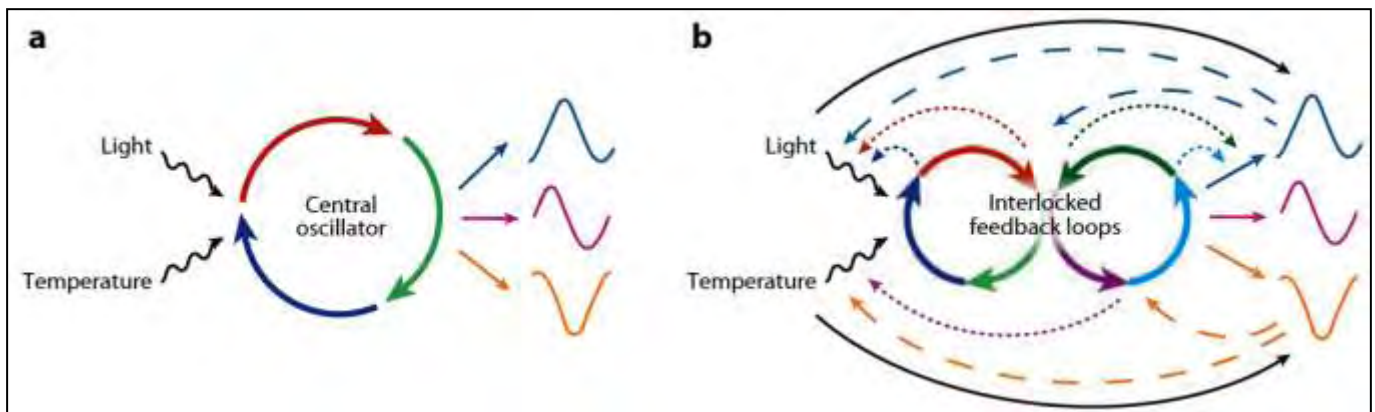 a
Light
Temperature
Central
oscillator
b
Light
Temperature
Interlocked
feedback loops